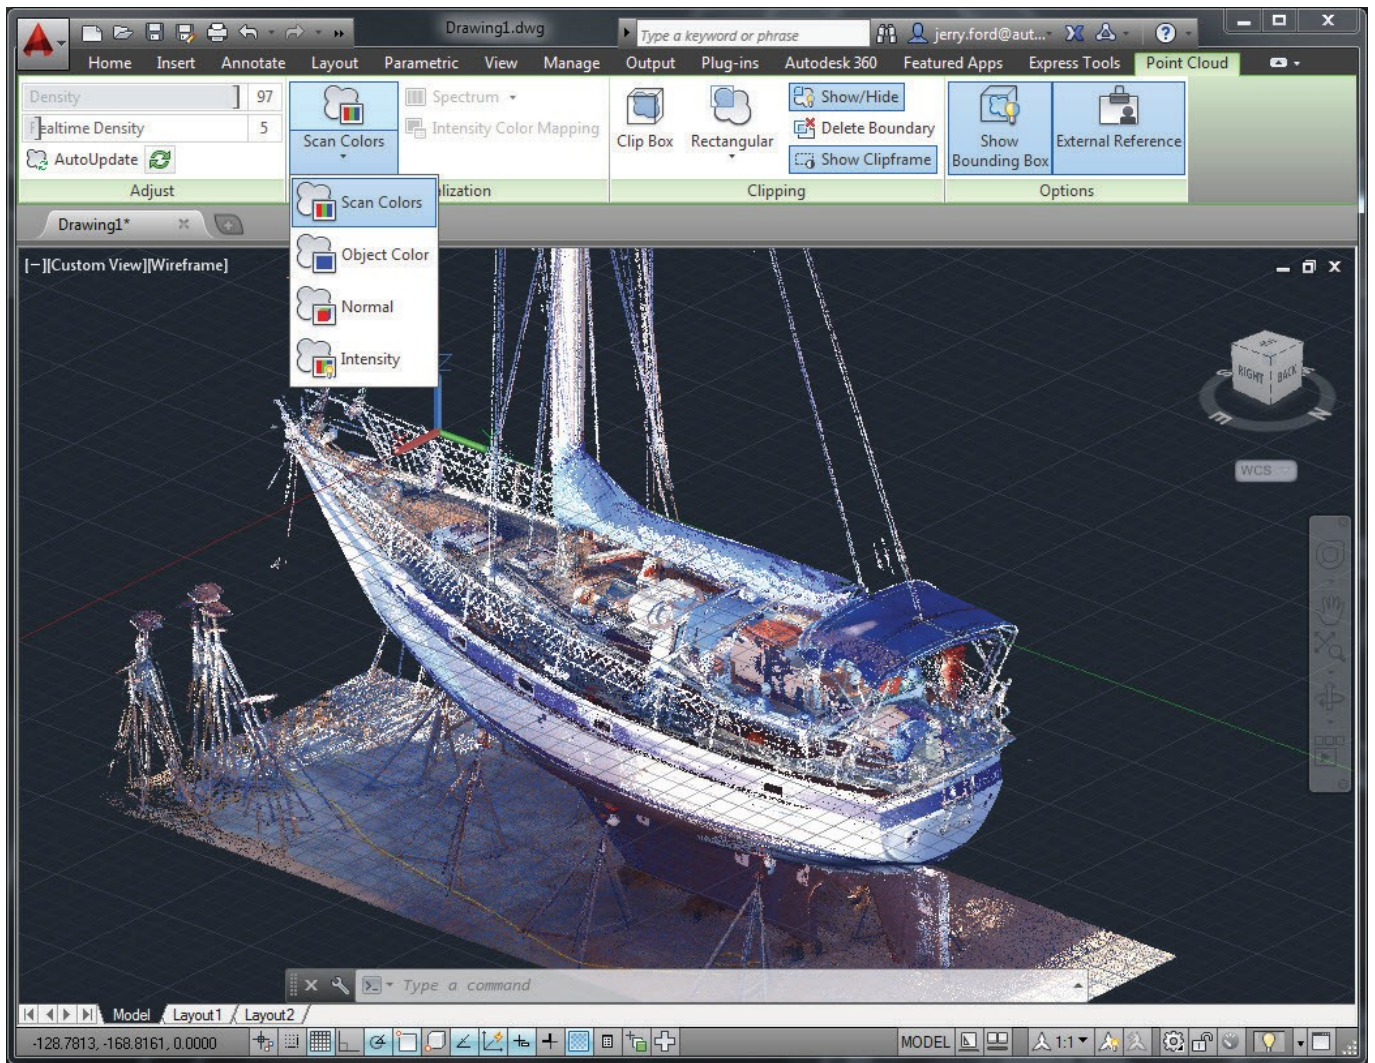 Drawing1.dwg
Type a keyword or phrase
jerry.ford@aut...
Home Insert Annotate Layout Parametric View Manage Output Plug-ins Autodesk 360 Featured Apps Express Tools Point Cloud
Density 97
ealtime Density 5
AutoUpdate
Adjust
Scan Colors
Spectrum
Intensity Color Mapping
Clip Box
Rectangular
Show/Hide
Delete Boundary
Show Clipframe
Clipping
Show
Bounding Box
External Reference
Options
Drawing1*
Scan Colors
Object Color
Normal
Intensity
[−][Custom View][Wireframe]
Z
RIGHT BACK
E N
WCS
Type a command
Model Layout1 Layout2
-128.7813, -168.8161, 0.0000
MODEL
1:1